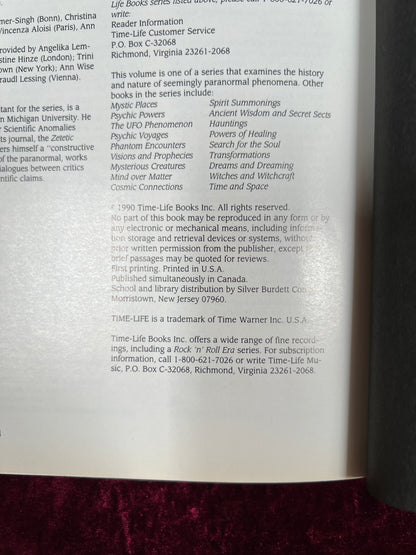 mer-Singh (Bonn), Christina
Vincenza Aloisi (Paris), Ann
provided by Angelika Lem-
stine Hinze (London); Trini
own (New York); Ann Wise
raudl Lessing (Vienna).
tant for the series, is a
n Michigan University. He
r Scientific Anomalies
ts journal, the Zetetic
ers himself a "constructive
of the paranormal, works
ialogues between critics
ntific claims.
Life Books series listed above, please call 1-800-621-7026 or
write:
Reader Information
Time-Life Customer Service
P.O. Box C-32068
Richmond, Virginia 23261-2068
This volume is one of a series that examines the history
and nature of seemingly paranormal phenomena. Other
books in the series include:
Mystic Places
Psychic Powers
The UFO Phenomenon
Psychic Voyages
Phantom Encounters
Visions and Prophecies
Mysterious Creatures
Mind over Matter
Cosmic Connections
Spirit Summonings
Ancient Wisdom and Secret Sects
Hauntings
Powers of Healing
Search for the Soul
Transformations
Dreams and Dreaming
Witches and Witchcraft
Time and Space
© 1990 Time-Life Books Inc. All rights reserved.
No part of this book may be reproduced in any form or by
any electronic or mechanical means, including informa-
tion storage and retrieval devices or systems, without
prior written permission from the publisher, except
brief passages may be quoted for reviews.
First printing. Printed in U.S.A.
Published simultaneously in Canada.
School and library distribution by Silver Burdett
Morristown, New Jersey 07960.
TIME-LIFE is a trademark of Time Warner Inc. U.S.A.
Time-Life Books Inc. offers a wide range of fine record-
ings, including a Rock 'n' Roll Era series. For subscription
information, call 1-800-621-7026 or write Time-Life Mu-
sic, P.O. Box C-32068, Richmond, Virginia 23261-2068.